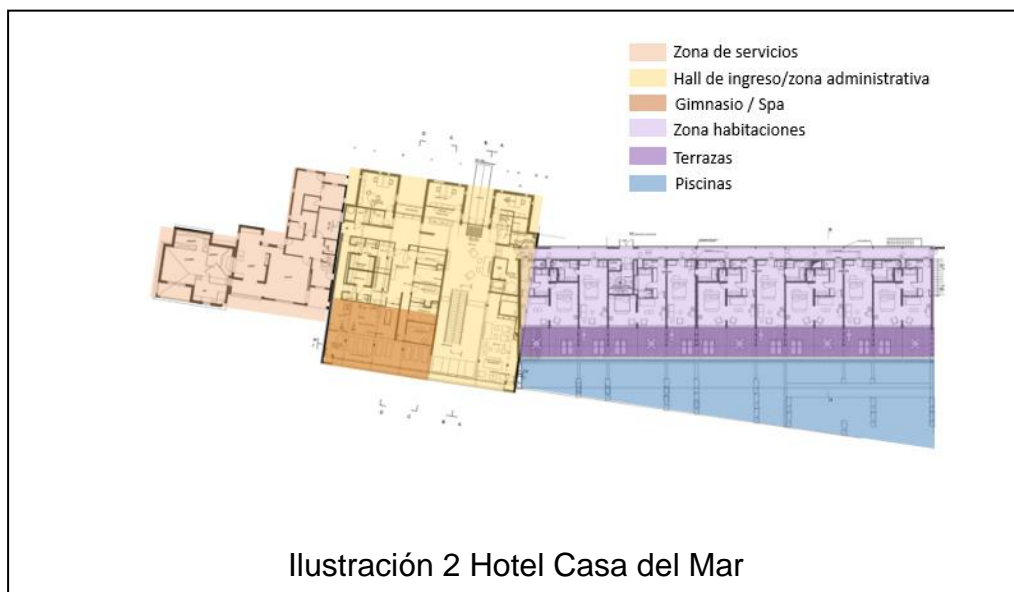 Zona de servicios
Hall de ingreso/zona administrativa
Gimnasio / Spa
Zona habitaciones
Terrazas
Piscinas
Ilustración 2 Hotel Casa del Mar